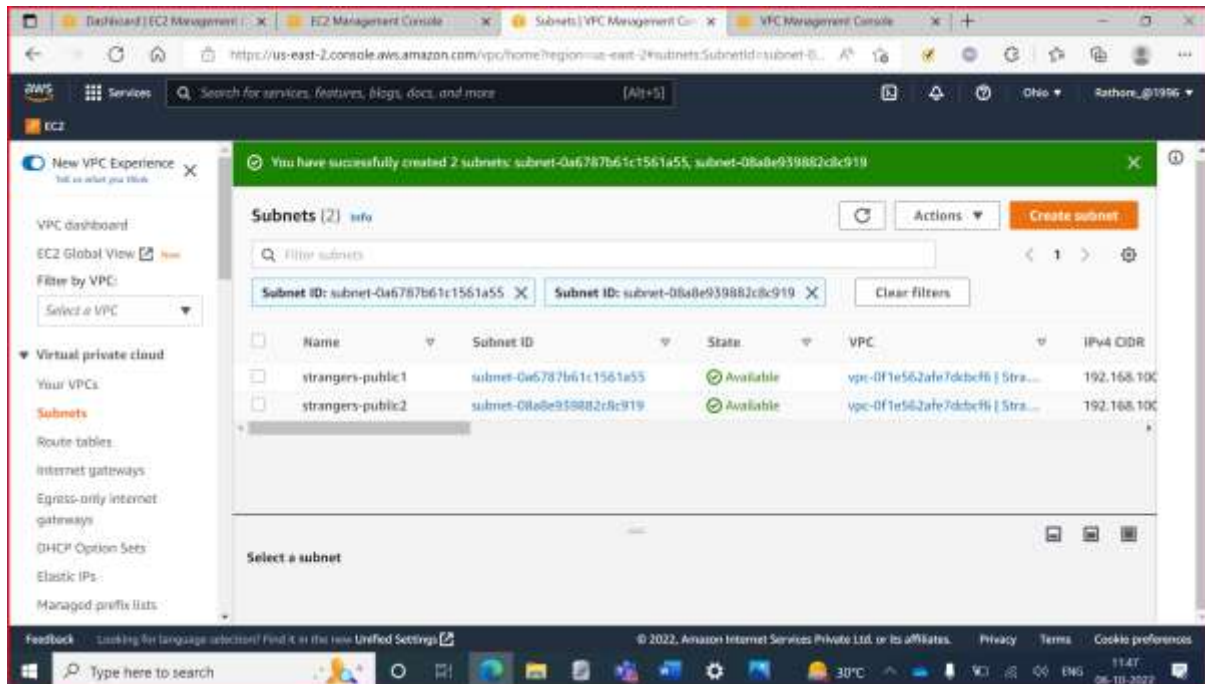 Dashboard | EC2 Management
EC2 Management Console
Subnets | VPC Management Con
VPC Management Console
https://us-east-2.console.aws.amazon.com/vpc/home?region=us-east-2#subnets:SubnetId=subnet-0...
aws
Services
Search for services, features, blogs, docs, and more
[Alt+S]
Ohio
Rathore_@1996
EC2
New VPC Experience
Tell us what you think
You have successfully created 2 subnets: subnet-0a6787b61c1561a55, subnet-08a8e939882c8c919
VPC dashboard
EC2 Global View New
Filter by VPC:
Select a VPC
Virtual private cloud
Your VPCs
Subnets
Route tables
Internet gateways
Egress-only internet
gateways
DHCP Option Sets
Elastic IPs
Managed prefix lists
Subnets (2) Info
Actions
Create subnet
Filter subnets
1
Subnet ID: subnet-0a6787b61c1561a55
Subnet ID: subnet-08a8e939882c8c919
Clear filters
Name Subnet ID State VPC IPv4 CIDR
strangers-public1 subnet-0a6787b61c1561a55 Available vpc-0f1e562afe7dcbcf6 | Stra... 192.168.100
strangers-public2 subnet-08a8e939882c8c919 Available vpc-0f1e562afe7dcbcf6 | Stra... 192.168.100
Select a subnet
Feedback Looking for language selection? Find it in the new Unified Settings
© 2022, Amazon Internet Services Private Ltd. or its affiliates. Privacy Terms Cookie preferences
Type here to search
30°C
ENG
11:47
06-10-2022